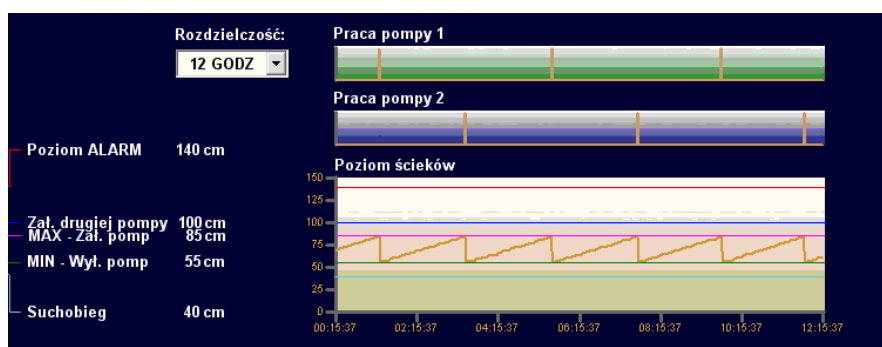 Rozdzielczość:
12 GODZ
Praca pompy 1
Praca pompy 2
Poziom ALARM 140 cm
Zał. drugiej pompy 100 cm
MAX - Zał. pomp 85 cm
MIN - Wył. pomp 55 cm
Suchobieg 40 cm
Poziom ścieków
150
125
100
75
50
25
0
00:15:37 02:15:37 04:15:37 06:15:37 08:15:37 10:15:37 12:15:37